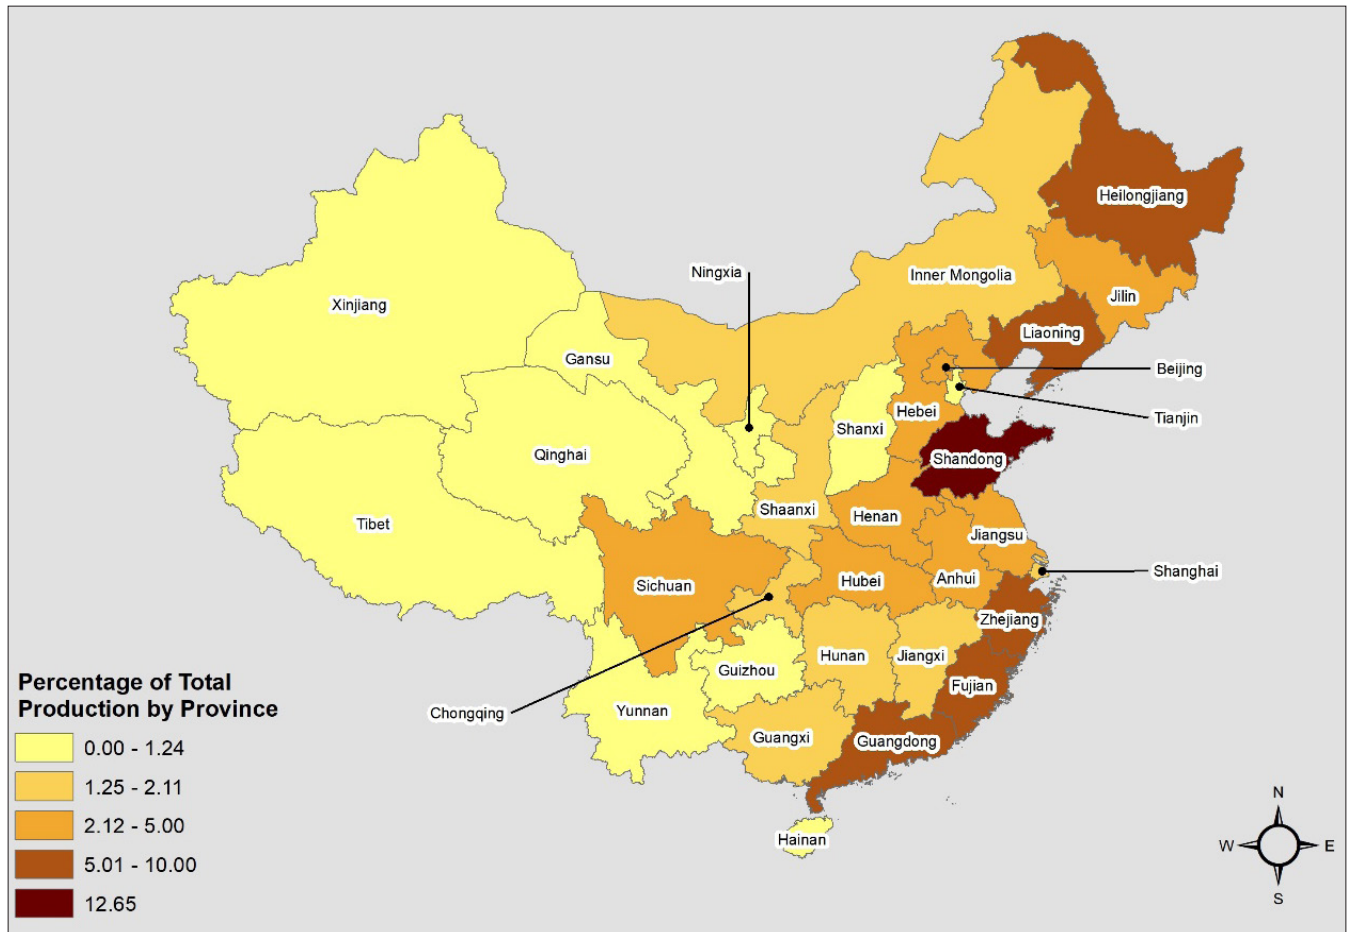 Heilongjiang
Ningxia
Inner Mongolia
Jilin
Xinjiang
Liaoning
Gansu
Beijing
Tianjin
Hebei
Shanxi
Qinghai
Shandong
Shaanxi
Henan
Tibet
Jiangsu
Shanghai
Sichuan
Hubei
Anhui
Zhejiang
Guizhou
Hunan
Jiangxi
Fujian
Chongqing
Yunnan
Guangxi
Guangdong
Hainan
Percentage of Total
Production by Province
0.00 - 1.24
1.25 - 2.11
2.12 - 5.00
5.01 - 10.00
12.65
N
W
E
S